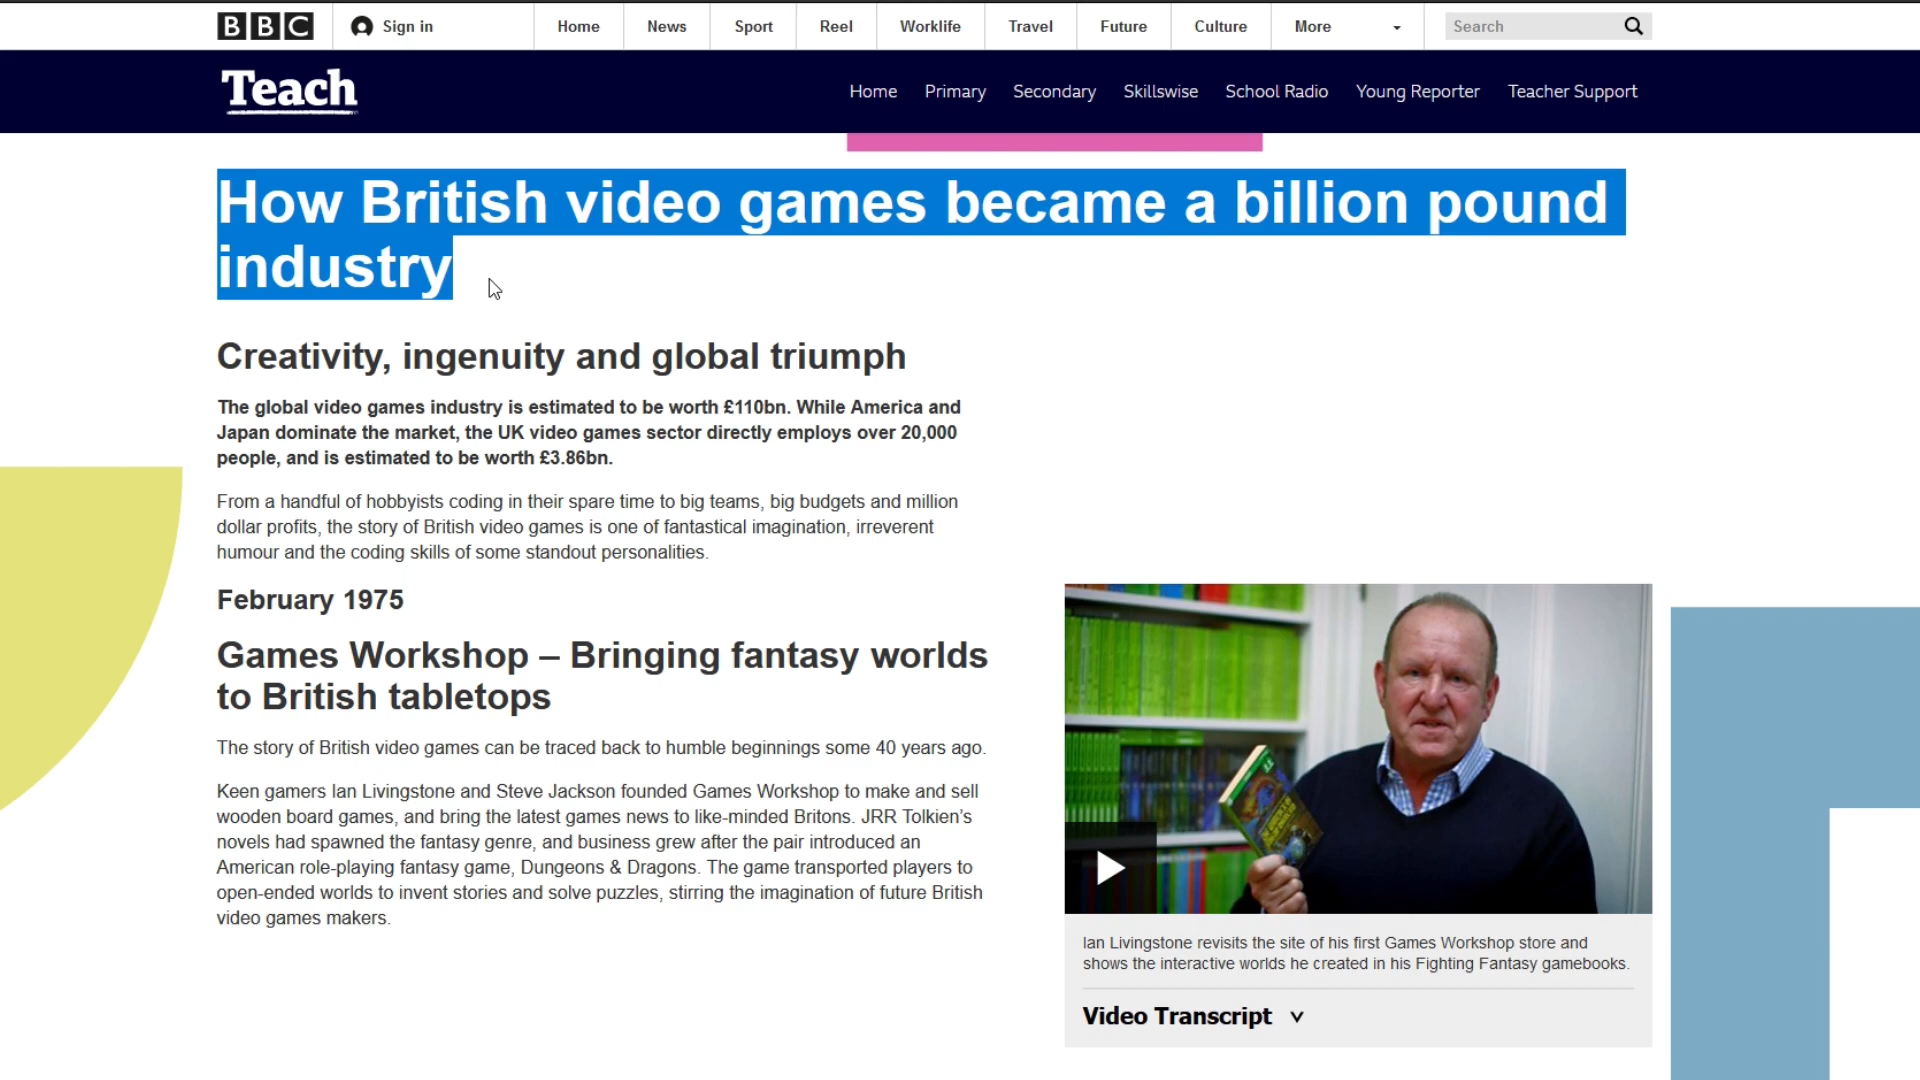 BBC
Sign in
Home
News
Sport
Reel
Worklife
Travel
Future
Culture
More
Search
Teach
Home
Primary
Secondary
Skillswise
School Radio
Young Reporter
Teacher Support
How British video games became a billion pound
industry
Creativity, ingenuity and global triumph
The global video games industry is estimated to be worth £110bn. While America and
Japan dominate the market, the UK video games sector directly employs over 20,000
people, and is estimated to be worth £3.86bn.
From a handful of hobbyists coding in their spare time to big teams, big budgets and million
dollar profits, the story of British video games is one of fantastical imagination, irreverent
humour and the coding skills of some standout personalities.
February 1975
Games Workshop – Bringing fantasy worlds
to British tabletops
The story of British video games can be traced back to humble beginnings some 40 years ago.
Keen gamers Ian Livingstone and Steve Jackson founded Games Workshop to make and sell
wooden board games, and bring the latest games news to like-minded Britons. JRR Tolkien’s
novels had spawned the fantasy genre, and business grew after the pair introduced an
American role-playing fantasy game, Dungeons & Dragons. The game transported players to
open-ended worlds to invent stories and solve puzzles, stirring the imagination of future British
video games makers.
Ian Livingstone revisits the site of his first Games Workshop store and
shows the interactive worlds he created in his Fighting Fantasy gamebooks.
Video Transcript